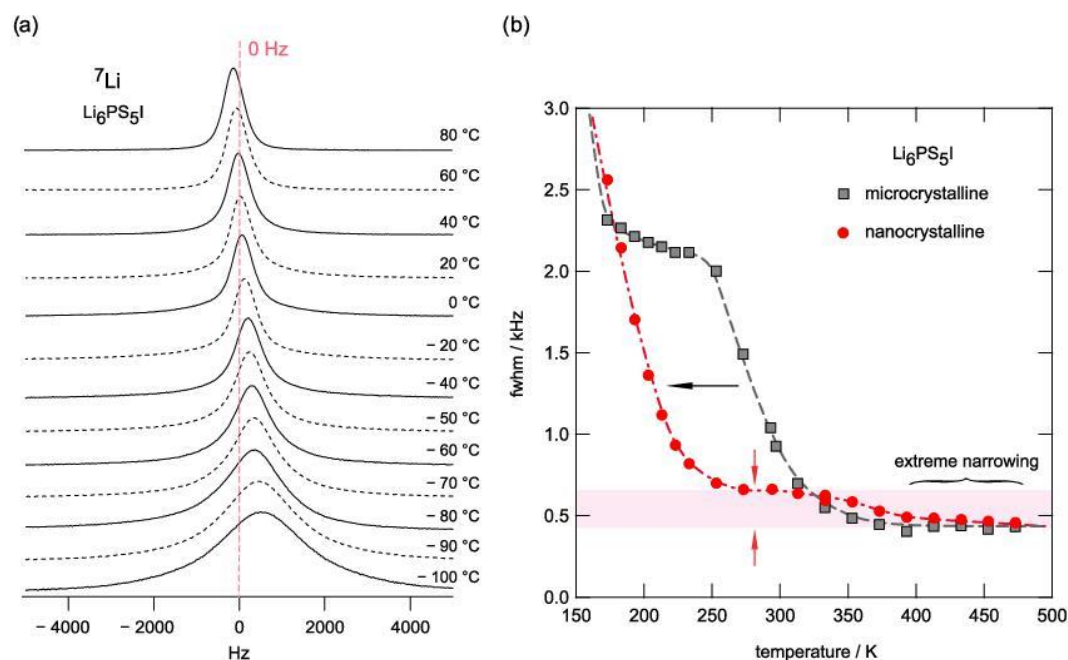 (a)
0 Hz
⁷Li
Li₆PS₅I
80 °C
60 °C
40 °C
20 °C
0 °C
− 20 °C
− 40 °C
− 50 °C
− 60 °C
− 70 °C
− 80 °C
− 90 °C
− 100 °C
− 4000
− 2000
0
2000
4000
Hz
(b)
3.0
2.5
2.0
1.5
1.0
0.5
0.0
fwhm / kHz
Li₆PS₅I
microcrystalline
nanocrystalline
extreme narrowing
150
200
250
300
350
400
450
500
temperature / K